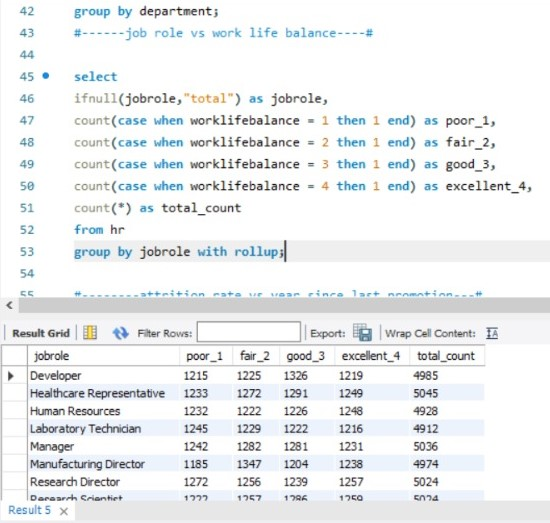 42 group by department;
43 #------job role vs work life balance----#
44
45 select
46 ifnull(jobrole,"total") as jobrole,
47 count(case when worklifebalance = 1 then 1 end) as poor_1,
48 count(case when worklifebalance = 2 then 1 end) as fair_2,
49 count(case when worklifebalance = 3 then 1 end) as good_3,
50 count(case when worklifebalance = 4 then 1 end) as excellent_4,
51 count(*) as total_count
52 from hr
53 group by jobrole with rollup;
54
55 #--------attrition rate vs year since last promotion---#
Result Grid Filter Rows: Export: Wrap Cell Content: IA
jobrole poor_1 fair_2 good_3 excellent_4 total_count
Developer 1215 1225 1326 1219 4985
Healthcare Representative 1233 1272 1291 1249 5045
Human Resources 1232 1222 1226 1248 4928
Laboratory Technician 1245 1229 1222 1216 4912
Manager 1242 1282 1281 1231 5036
Manufacturing Director 1185 1347 1204 1238 4974
Research Director 1272 1256 1239 1257 5024
Research Scientist 1222 1257 1286 1259 5024
Result 5 ×